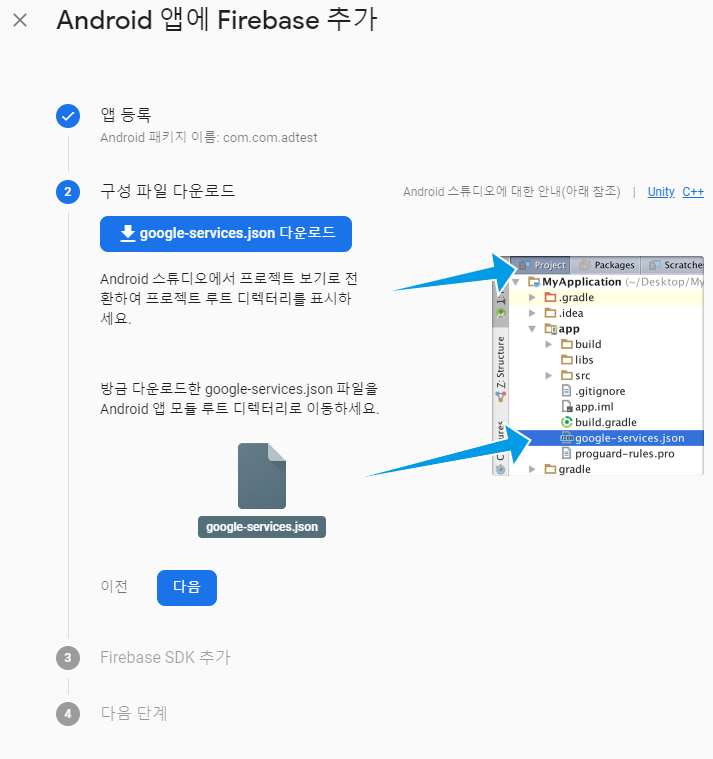 Android 앱에 Firebase 추가
앱 등록
Android 패키지 이름: com.com.adtest
2
구성 파일 다운로드
Android 스튜디오에 대한 안내(아래 참조) | Unity C++
google-services.json 다운로드
Android 스튜디오에서 프로젝트 보기로 전
환하여 프로젝트 루트 디렉터리를 표시하
세요.
방금 다운로드한 google-services.json 파일을
Android 앱 모듈 루트 디렉터리로 이동하세요.
google-services.json
Project Packages Scratches
MyApplication (~/Desktop/My
.gradle
.idea
app
build
libs
src
.gitignore
app.iml
build.gradle
google-services.json
proguard-rules.pro
gradle
Z: Structure
이전
다음
3
Firebase SDK 추가
4
다음 단계